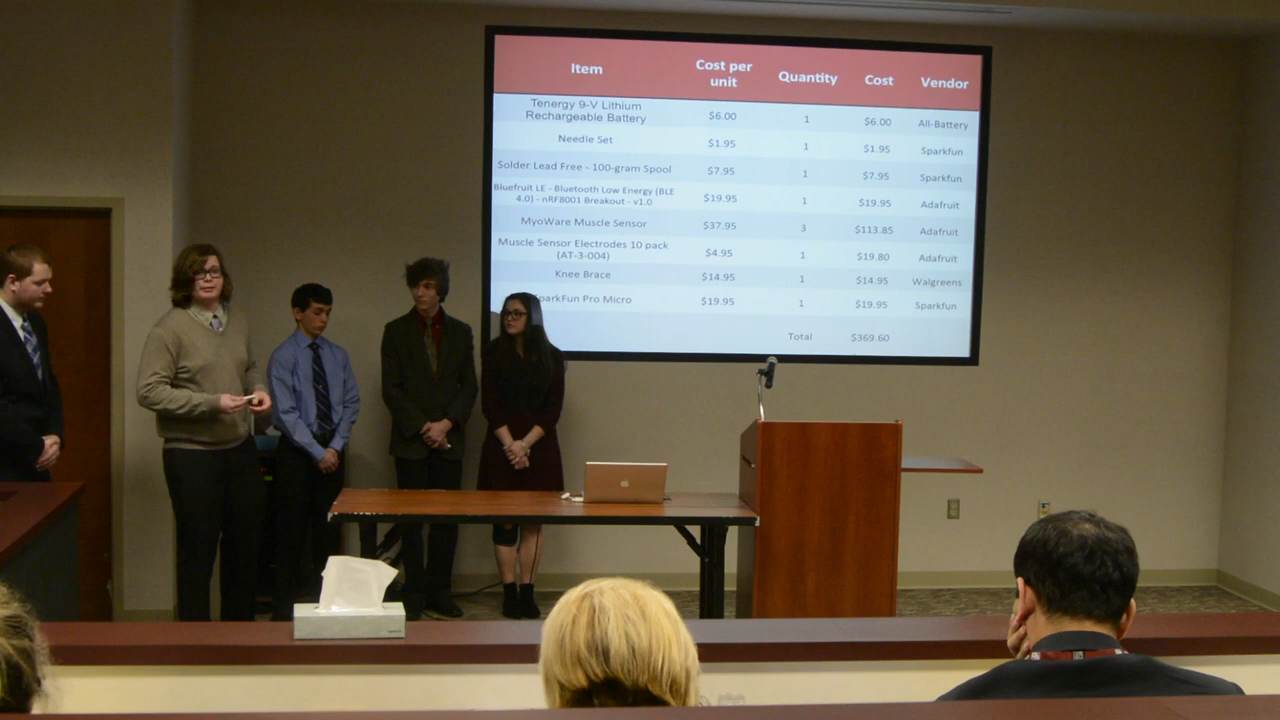 Item Cost per unit Quantity Cost Vendor
Tenergy 9-V Lithium Rechargeable Battery $6.00 1 $6.00 All-Battery
Needle Set $1.95 1 $1.95 Sparkfun
Solder Lead Free - 100-gram Spool $7.95 1 $7.95 Sparkfun
Bluefruit LE - Bluetooth Low Energy (BLE 4.0) - nRF8001 Breakout - v1.0 $19.95 1 $19.95 Adafruit
MyoWare Muscle Sensor $37.95 3 $113.85 Adafruit
Muscle Sensor Electrodes 10 pack (AT-3-004) $4.95 1 $19.80 Adafruit
Knee Brace $14.95 1 $14.95 Walgreens
parkFun Pro Micro $19.95 1 $19.95 Sparkfun
Total $369.60